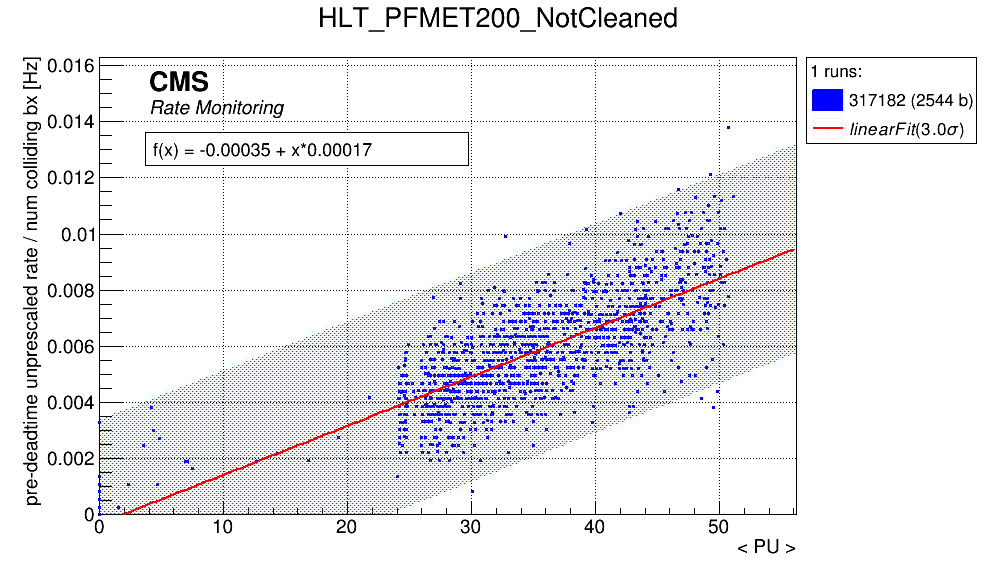 HLT_PFMET200_NotCleaned
pre-deadtime unprescaled rate / num colliding bx [Hz]
0.016
0.014
0.012
0.01
0.008
0.006
0.004
0.002
0
CMS
Rate Monitoring
f(x) = -0.00035 + x*0.00017
1 runs:
317182 (2544 b)
linearFit(3.0σ)
0 10 20 30 40 50
< PU >